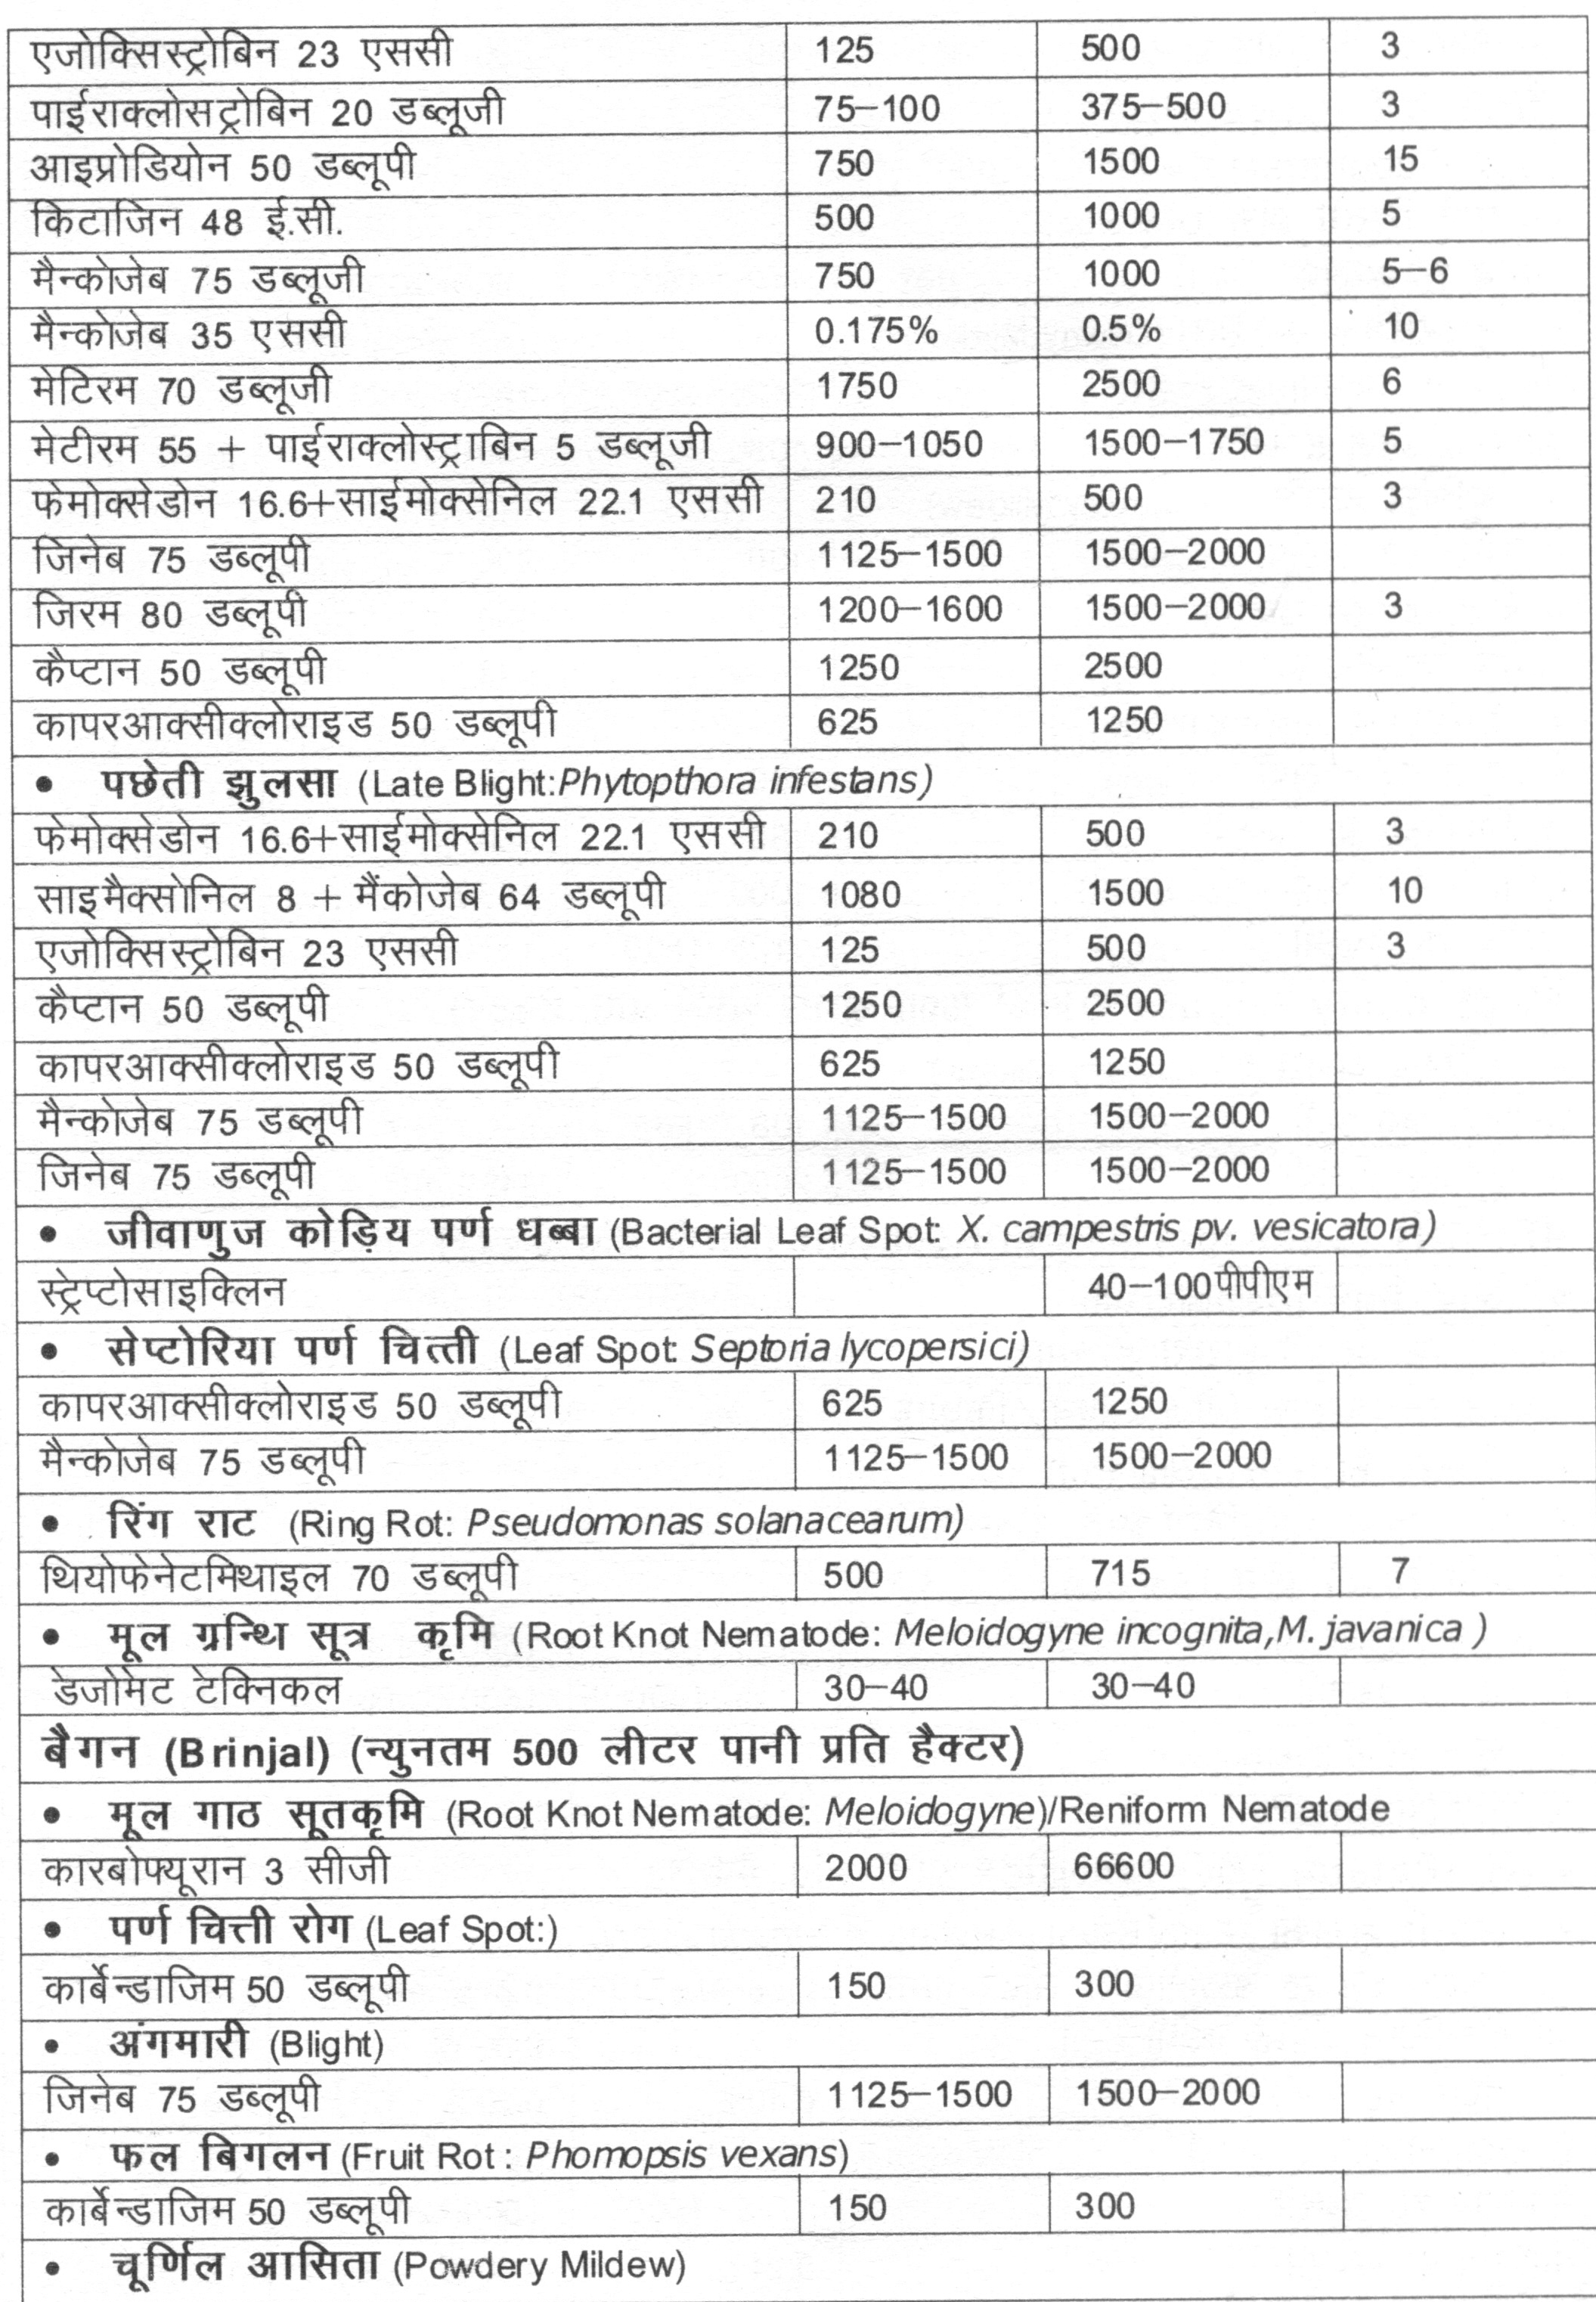 एजोक्सिस्ट्रोबिन 23 एससी 125 500 3
पाईराक्लोसट्रोबिन 20 डब्लूजी 75–100 375–500 3
आइप्रोडियोन 50 डब्लूपी 750 1500 15
किटाजिन 48 ई.सी. 500 1000 5
मैन्कोजेब 75 डब्लूजी 750 1000 5–6
मैन्कोजेब 35 एससी 0.175% 0.5% 10
मेटिरम 70 डब्लूजी 1750 2500 6
मेटीरम 55 + पाईराक्लोस्ट्राबिन 5 डब्लूजी 900–1050 1500–1750 5
फेमोक्सेडोन 16.6+साईमोक्सेनिल 22.1 एससी 210 500 3
जिनेब 75 डब्लूपी 1125–1500 1500–2000
जिरम 80 डब्लूपी 1200–1600 1500–2000 3
कैप्टान 50 डब्लूपी 1250 2500
कापरआक्सीक्लोराइड 50 डब्लूपी 625 1250
• पछेती झुलसा (Late Blight:Phytopthora infestans)
फेमोक्सेडोन 16.6+साईमोक्सेनिल 22.1 एससी 210 500 3
साइमैक्सोनिल 8 + मैंकोजेब 64 डब्लूपी 1080 1500 10
एजोक्सिस्ट्रोबिन 23 एससी 125 500 3
कैप्टान 50 डब्लूपी 1250 2500
कापरआक्सीक्लोराइड 50 डब्लूपी 625 1250
मैन्कोजेब 75 डब्लूपी 1125–1500 1500–2000
जिनेब 75 डब्लूपी 1125–1500 1500–2000
• जीवाणुज कोड़िय पर्ण धब्बा (Bacterial Leaf Spot: X. campestris pv. vesicatora)
स्ट्रेप्टोसाइक्लिन 40–100पीपीएम
• सेप्टोरिया पर्ण चित्ती (Leaf Spot: Septoria lycopersici)
कापरआक्सीक्लोराइड 50 डब्लूपी 625 1250
मैन्कोजेब 75 डब्लूपी 1125–1500 1500–2000
• रिंग राट (Ring Rot: Pseudomonas solanacearum)
थियोफेनेटमिथाइल 70 डब्लूपी 500 715 7
• मूल ग्रन्थि सूत्र कृमि (Root Knot Nematode: Meloidogyne incognita,M. javanica )
डेजोमेट टेक्निकल 30–40 30–40
बैगन (Brinjal) (न्युनतम 500 लीटर पानी प्रति हैक्टर)
• मूल गाठ सूतकृमि (Root Knot Nematode: Meloidogyne)/Reniform Nematode
कारबोफ्यूरान 3 सीजी 2000 66600
• पर्ण चित्ती रोग (Leaf Spot:)
कार्बेन्डाजिम 50 डब्लूपी 150 300
• अंगमारी (Blight)
जिनेब 75 डब्लूपी 1125–1500 1500–2000
• फल बिगलन (Fruit Rot : Phomopsis vexans)
कार्बेन्डाजिम 50 डब्लूपी 150 300
• चूर्णिल आसिता (Powdery Mildew)